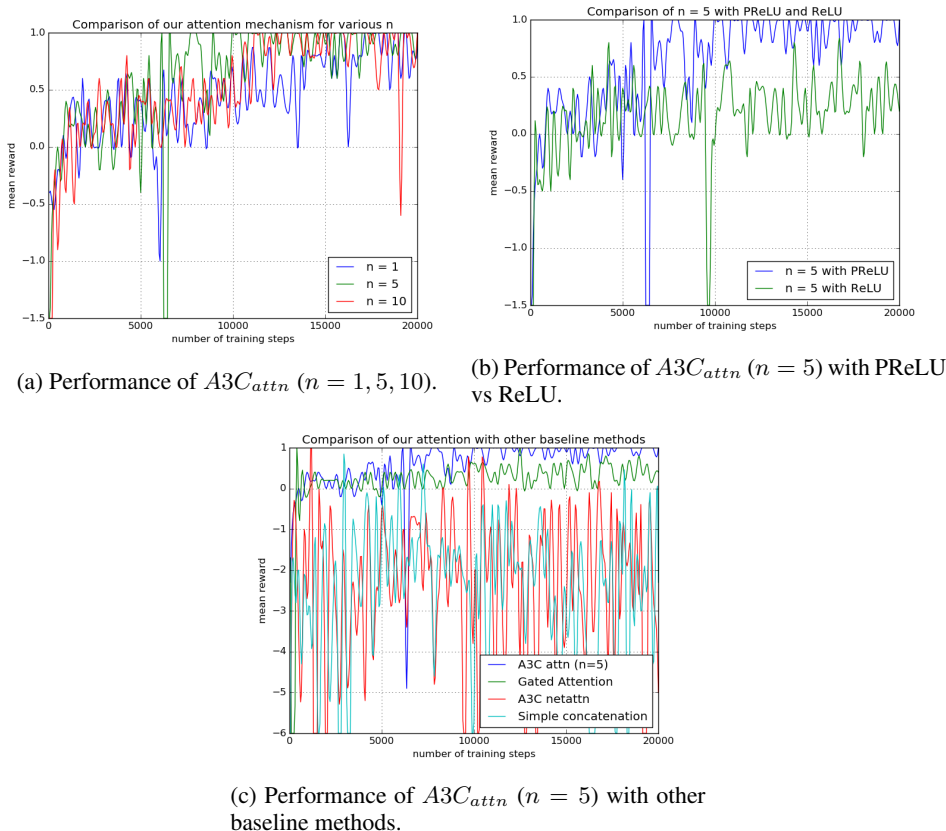 Comparison of our attention mechanism for various n
1.0
0.5
0.0
−0.5
−1.0
−1.5
mean reward
0 5000 10000 15000 20000
number of training steps
n = 1
n = 5
n = 10
(a) Performance of A3C_attn (n = 1, 5, 10).
Comparison of n = 5 with PReLU and ReLU
1.0
0.5
0.0
−0.5
−1.0
−1.5
mean reward
0 5000 10000 15000 20000
number of training steps
n = 5 with PReLU
n = 5 with ReLU
(b) Performance of A3C_attn (n = 5) with PReLU
vs ReLU.
Comparison of our attention with other baseline methods
1
0
−1
−2
−3
−4
−5
−6
mean reward
0 5000 10000 15000 20000
number of training steps
A3C attn (n=5)
Gated Attention
A3C netattn
Simple concatenation
(c) Performance of A3C_attn (n = 5) with other
baseline methods.